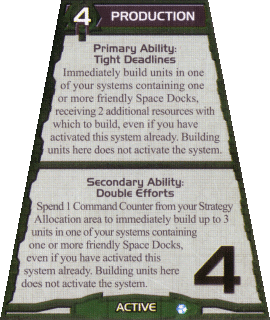 4 PRODUCTION
Primary Ability:
Tight Deadlines
Immediately build units in one
of your systems containing one
or more friendly Space Docks,
receiving 2 additional resources with
which to build, even if you have
activated this system already. Building
units here does not activate the system.
Secondary Ability:
Double Efforts
Spend 1 Command Counter from your Strategy
Allocation area to immediately build up to 3
units in one of your systems containing
one or more friendly Space Docks,
even if you have activated this
system already. Building units here
does not activate the system.
4
ACTIVE